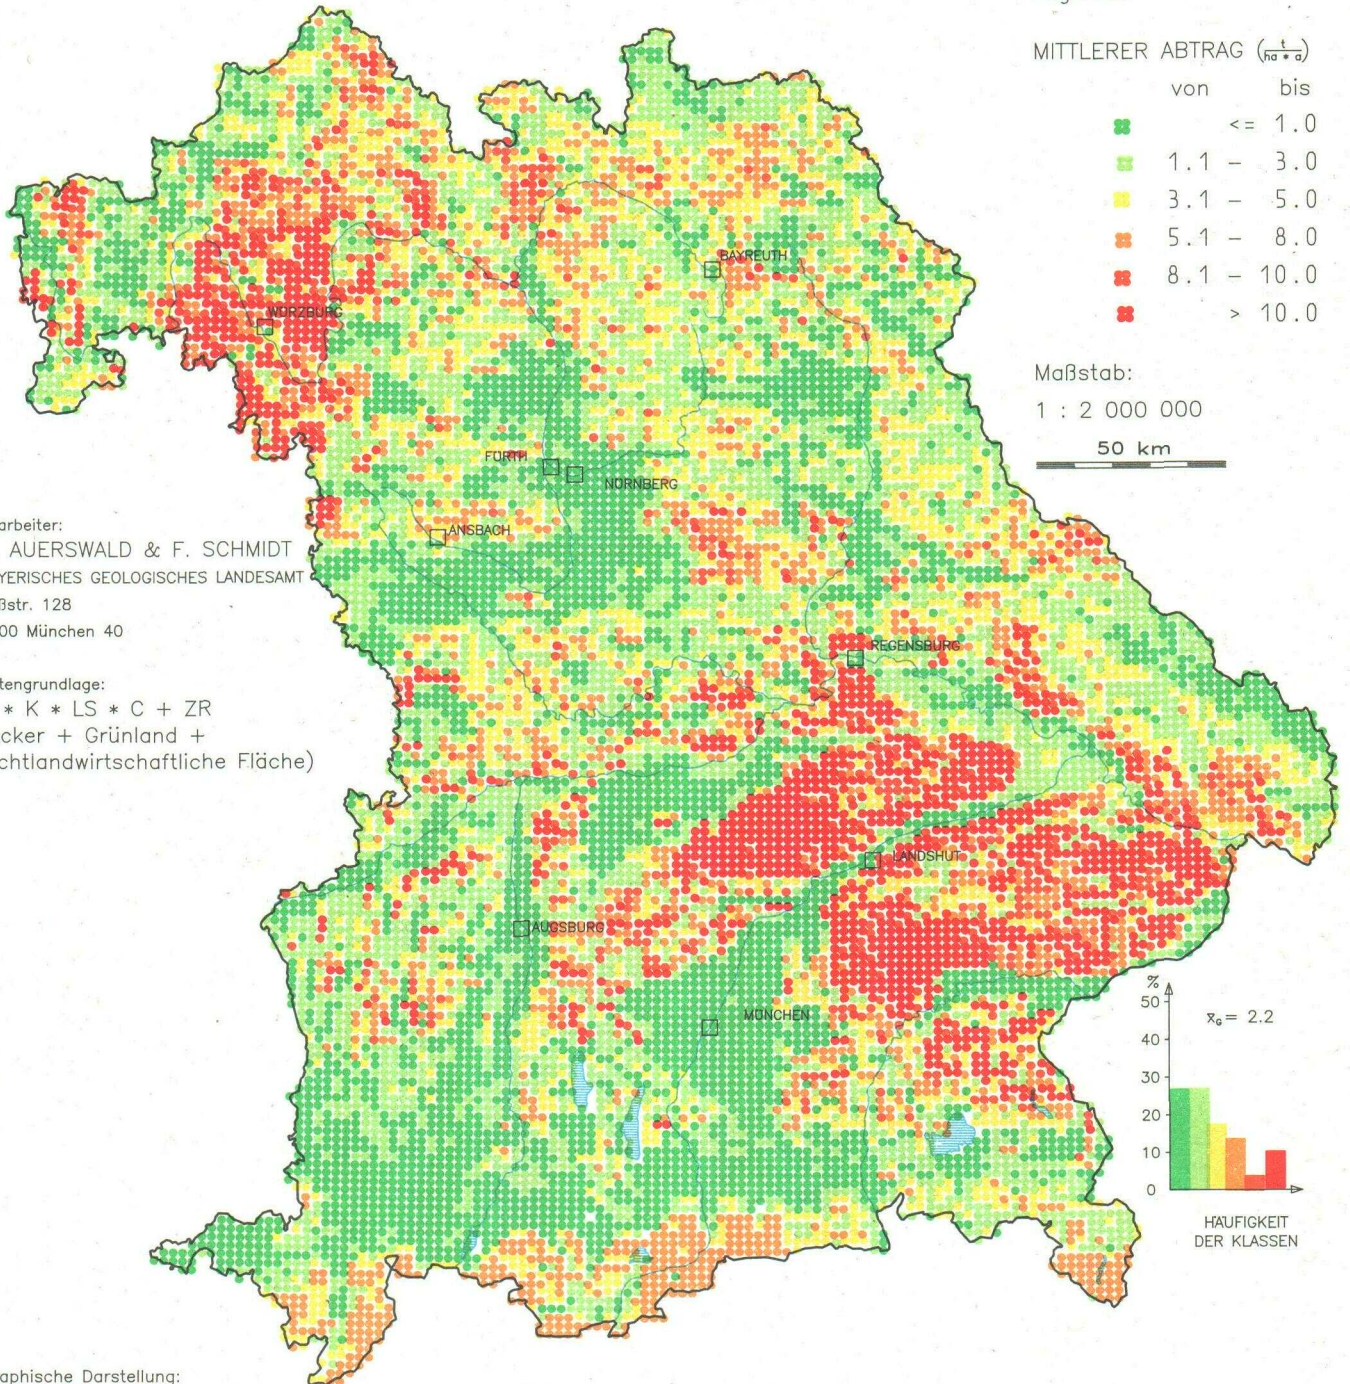 MITTLERER ABTRAG (t/ha * a)
von bis
<= 1.0
1.1 – 3.0
3.1 – 5.0
5.1 – 8.0
8.1 – 10.0
> 10.0
Maßstab:
1 : 2 000 000
50 km
BAYREUTH
WÜRZBURG
FÜRTH
NÜRNBERG
ANSBACH
arbeiter:
AUERSWALD & F. SCHMIDT
YERISCHES GEOLOGISCHES LANDESAMT
ßstr. 128
00 München 40
REGENSBURG
tengrundlage:
* K * LS * C + ZR
cker + Grünland +
chtlandwirtschaftliche Fläche)
LANDSHUT
AUGSBURG
MÜNCHEN
%
50
40
30
20
10
0
x̄G = 2.2
HÄUFIGKEIT
DER KLASSEN
aphische Darstellung: